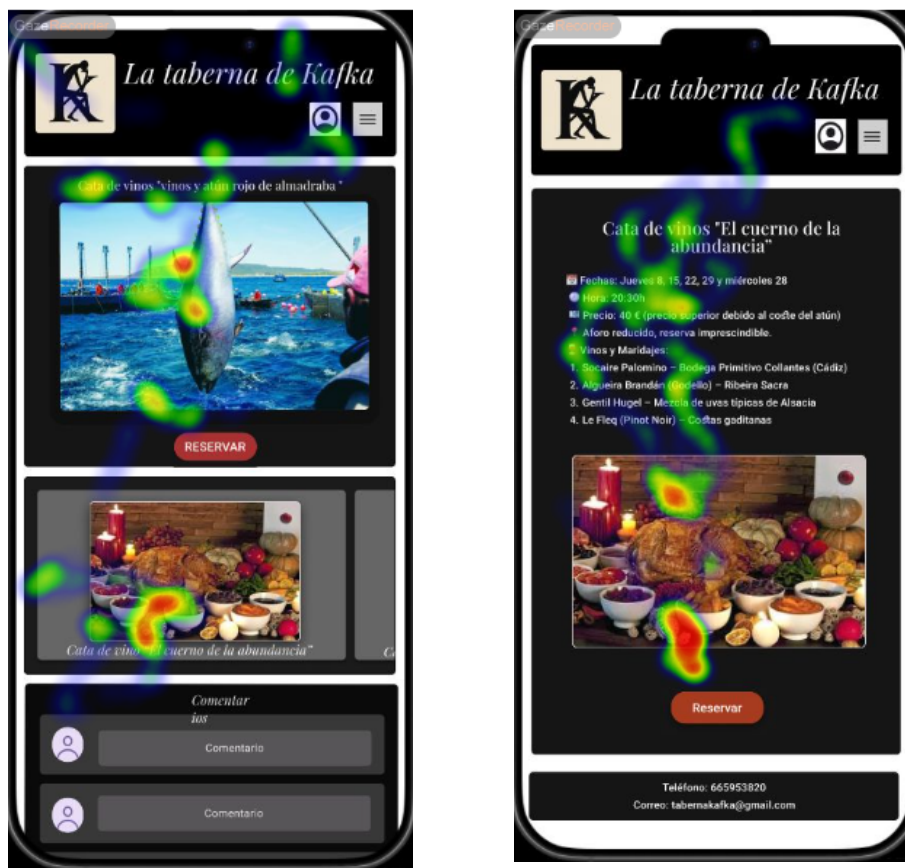 GazeRecorder
K
La taberna de Kafka
Cata de vinos "vinos y atún rojo de almadraba"
RESERVAR
Cata de vino "El cuerno de la abundancia"
C
Comentar
ios
Comentario
Comentario
GazeRecorder
K
La taberna de Kafka
Cata de vinos "El cuerno de la
abundancia"
Fechas: Jueves 8, 15, 22, 29 y miércoles 28
Hora: 20:30h
Precio: 40 € (precio superior debido al coste del atún)
Aforo reducido, reserva imprescindible.
Vinos y Maridajes:
1. Socaire Palomino – Bodega Primitivo Collantes (Cádiz)
2. Algueira Brandán (Godello) – Ribeira Sacra
3. Gentil Hugel – Mezcla de uvas típicas de Alsacia
4. Le Fleq (Pinot Noir) – Costas gaditanas
Reservar
Teléfono: 665953820
Correo: tabernakafka@gmail.com